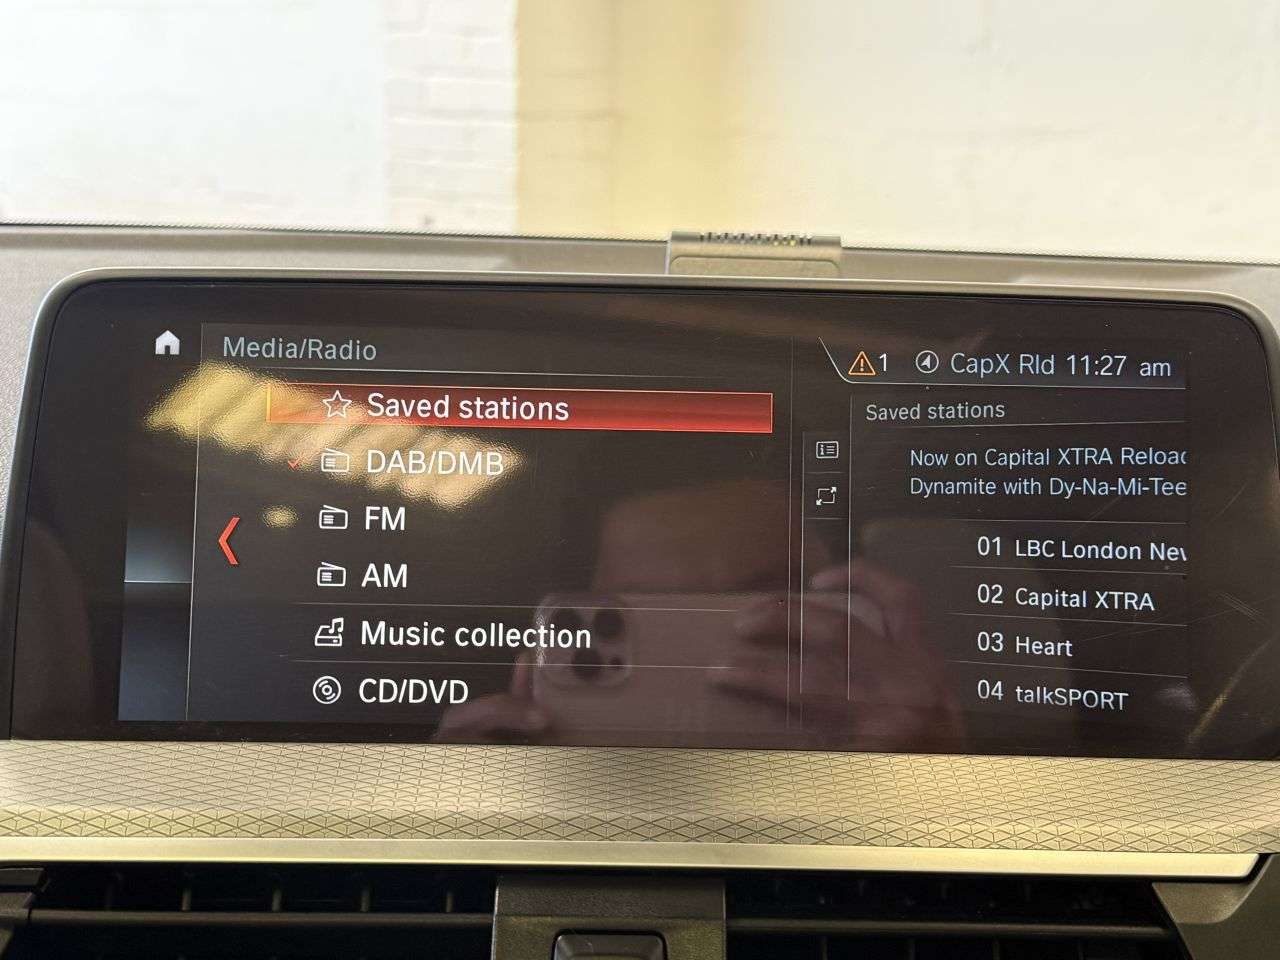 Media/Radio
Saved stations
DAB/DMB
FM
AM
Music collection
CD/DVD
1 CapX Rld 11:27 am
Saved stations
Now on Capital XTRA Reload
Dynamite with Dy-Na-Mi-Tee
01 LBC London New
02 Capital XTRA
03 Heart
04 talkSPORT